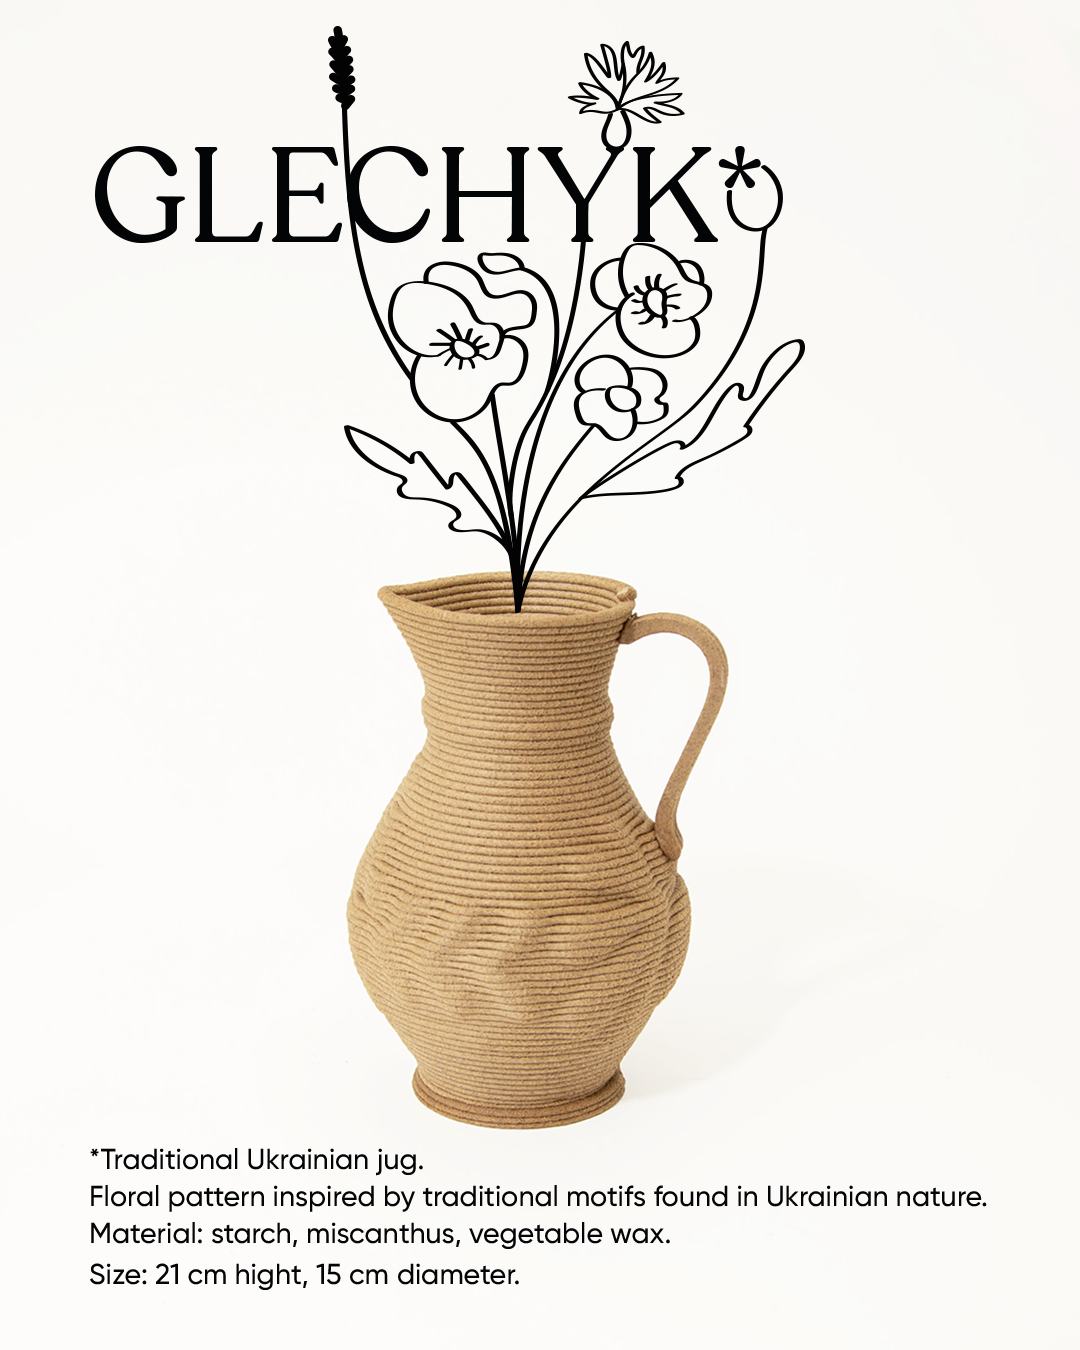 GLECHYK*
*Traditional Ukrainian jug.
Floral pattern inspired by traditional motifs found in Ukrainian nature.
Material: starch, miscanthus, vegetable wax.
Size: 21 cm hight, 15 cm diameter.